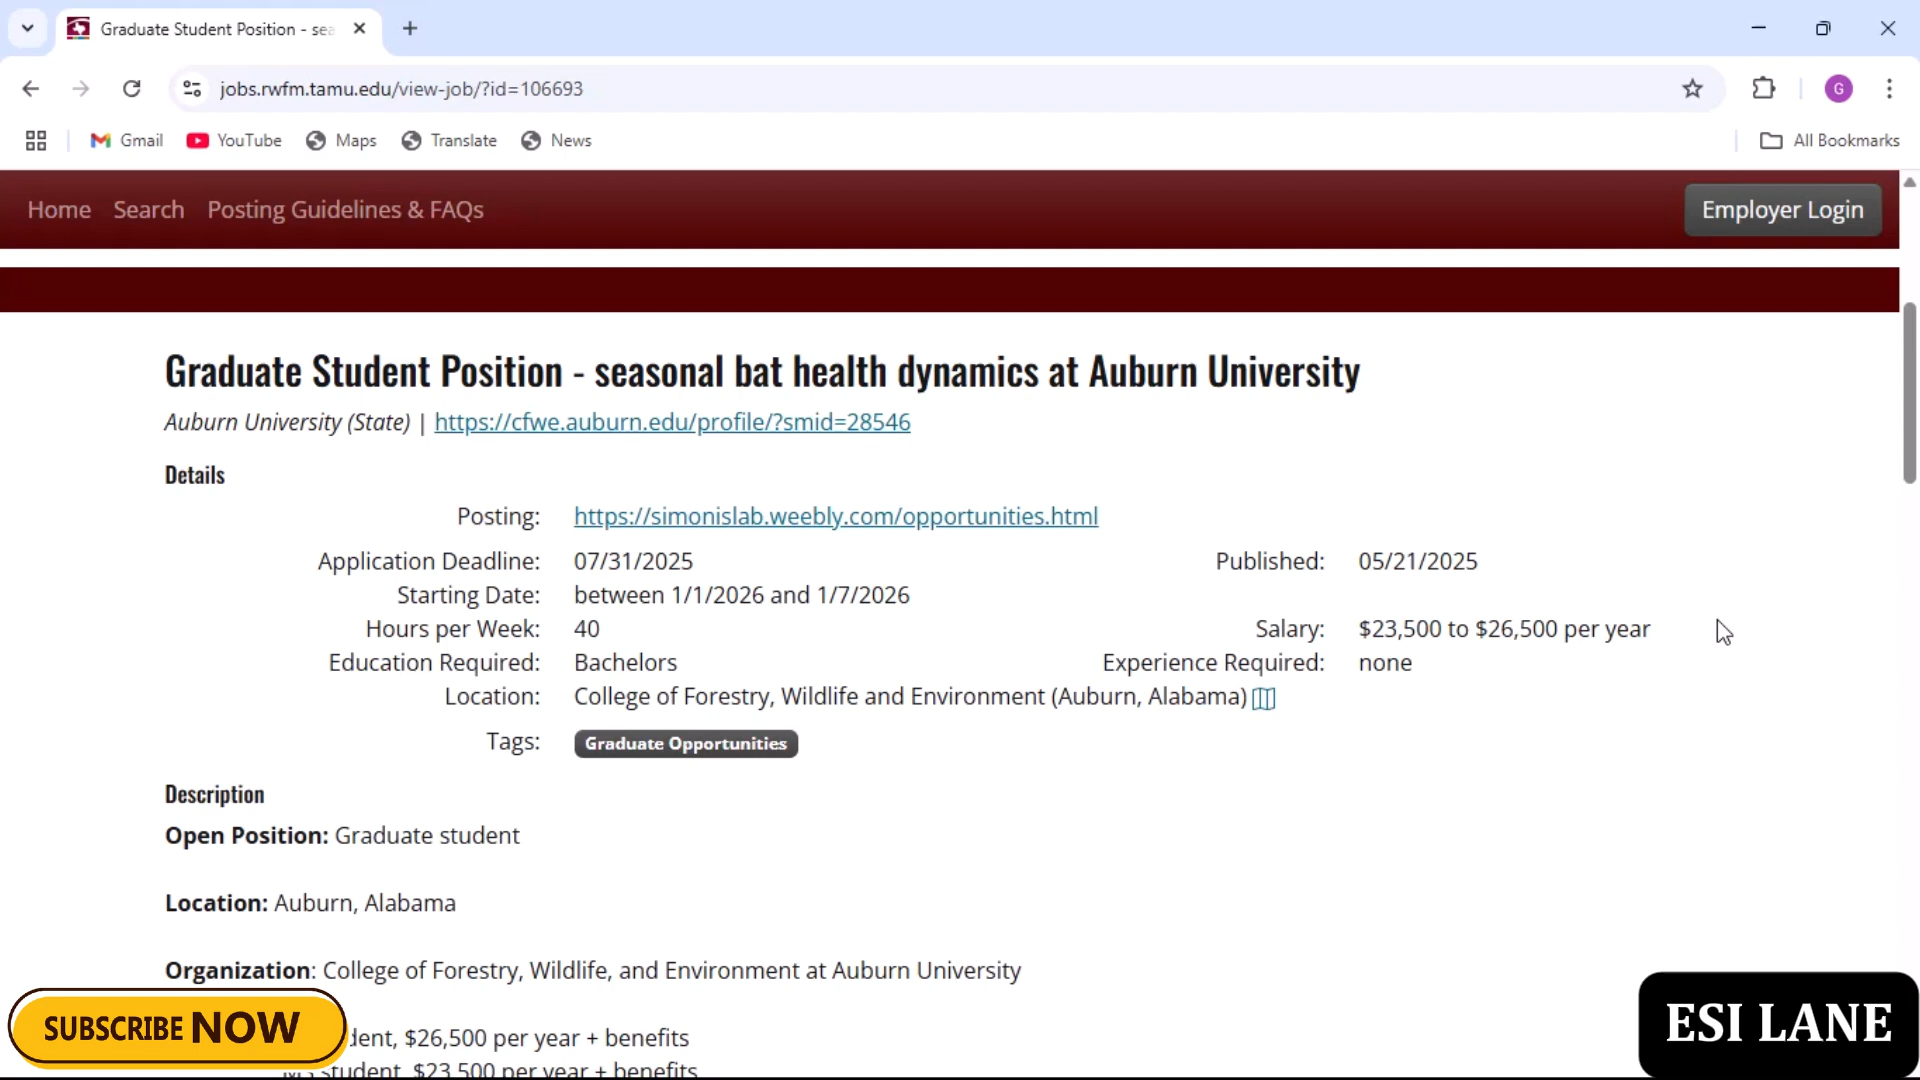 Graduate Student Position - sea
jobs.rwfm.tamu.edu/view-job/?id=106693
G
Gmail YouTube Maps Translate News All Bookmarks
Home Search Posting Guidelines & FAQs Employer Login
Graduate Student Position - seasonal bat health dynamics at Auburn University
Auburn University (State) | https://cfwe.auburn.edu/profile/?smid=28546
Details
Posting: https://simonislab.weebly.com/opportunities.html
Application Deadline: 07/31/2025 Published: 05/21/2025
Starting Date: between 1/1/2026 and 1/7/2026
Hours per Week: 40 Salary: $23,500 to $26,500 per year
Education Required: Bachelors Experience Required: none
Location: College of Forestry, Wildlife and Environment (Auburn, Alabama)
Tags: Graduate Opportunities
Description
Open Position: Graduate student
Location: Auburn, Alabama
Organization: College of Forestry, Wildlife, and Environment at Auburn University
SUBSCRIBE NOW
dent, $26,500 per year + benefits
student, $23,500 per year + benefits
ESI LANE